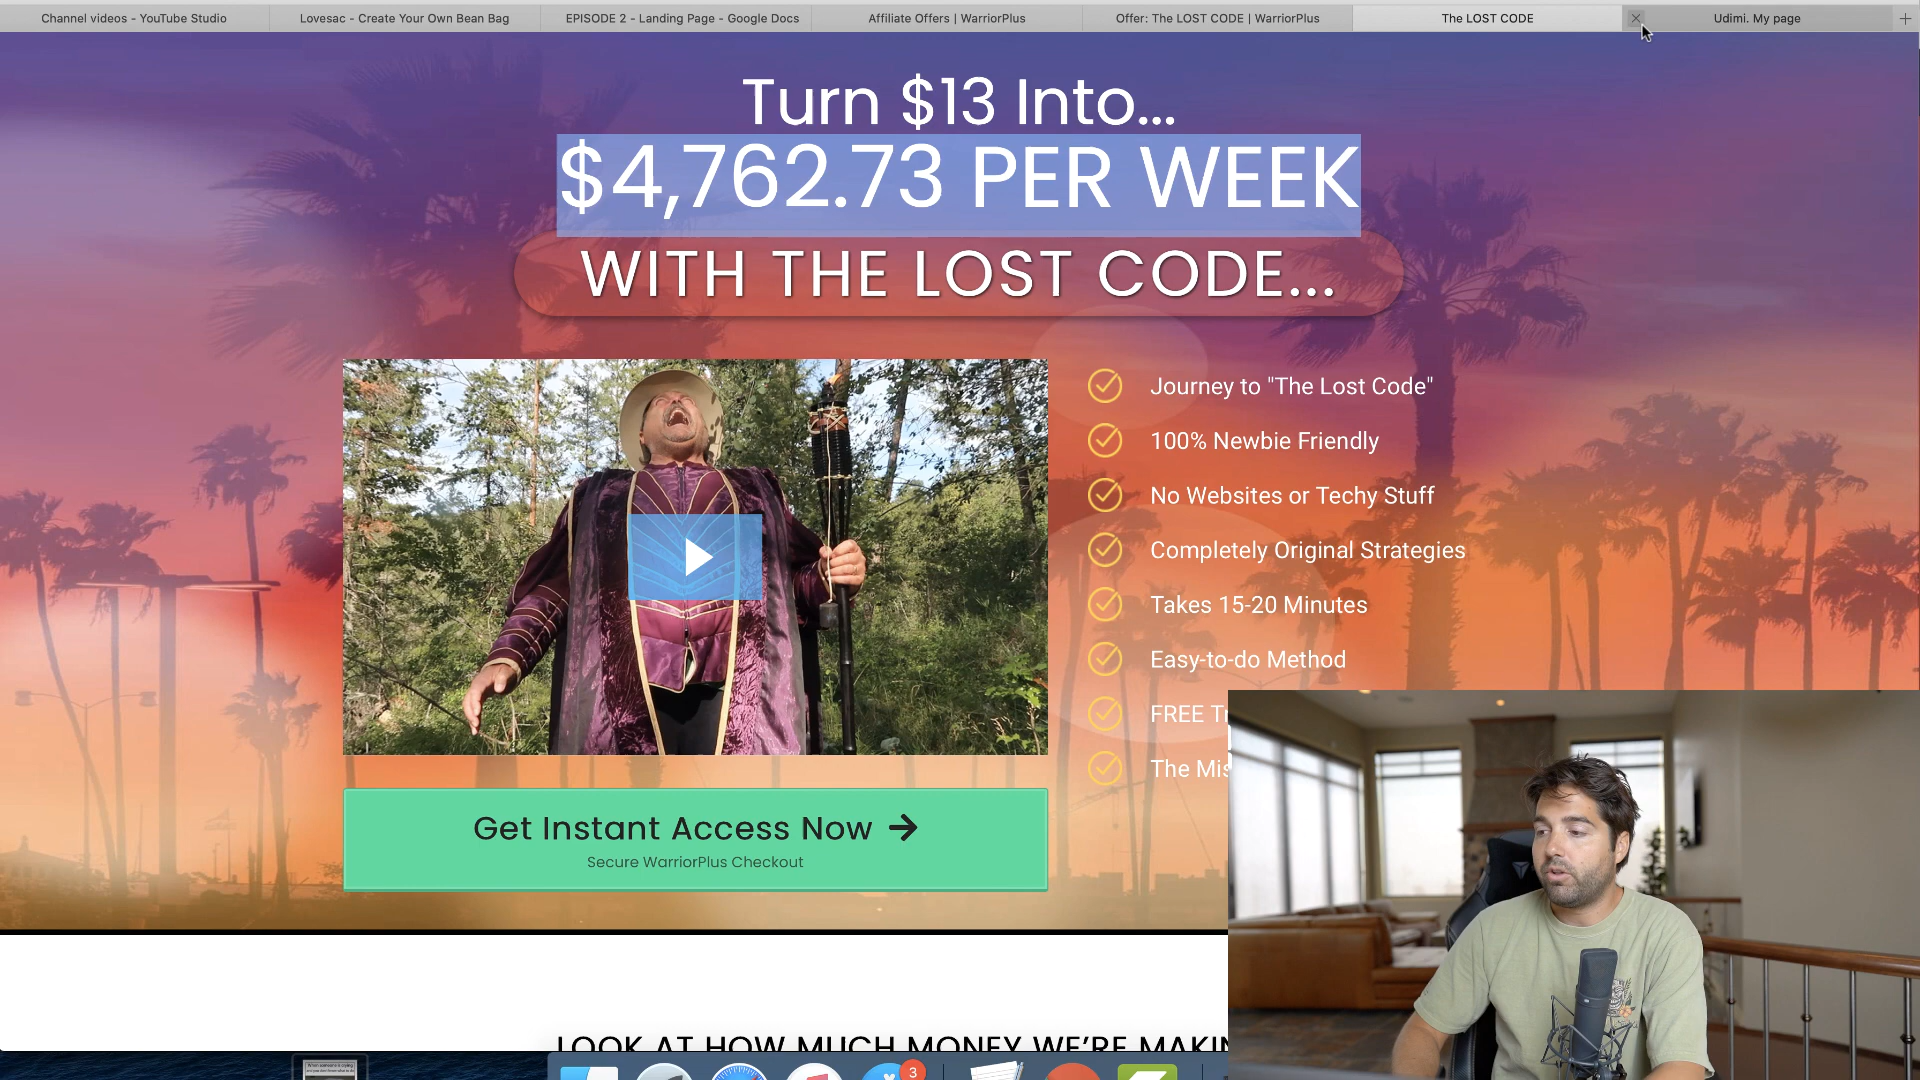 Channel videos - YouTube Studio
Lovesac - Create Your Own Bean Bag
EPISODE 2 - Landing Page - Google Docs
Affiliate Offers | WarriorPlus
Offer: The LOST CODE | WarriorPlus
The LOST CODE
Udimi. My page
Turn $13 Into...
$4,762.73 PER WEEK
WITH THE LOST CODE...
Journey to "The Lost Code"
100% Newbie Friendly
No Websites or Techy Stuff
Completely Original Strategies
Takes 15-20 Minutes
Easy-to-do Method
FREE
The
Get Instant Access Now
Secure WarriorPlus Checkout
LOOK AT HOW MUCH MONEY WE'RE
3